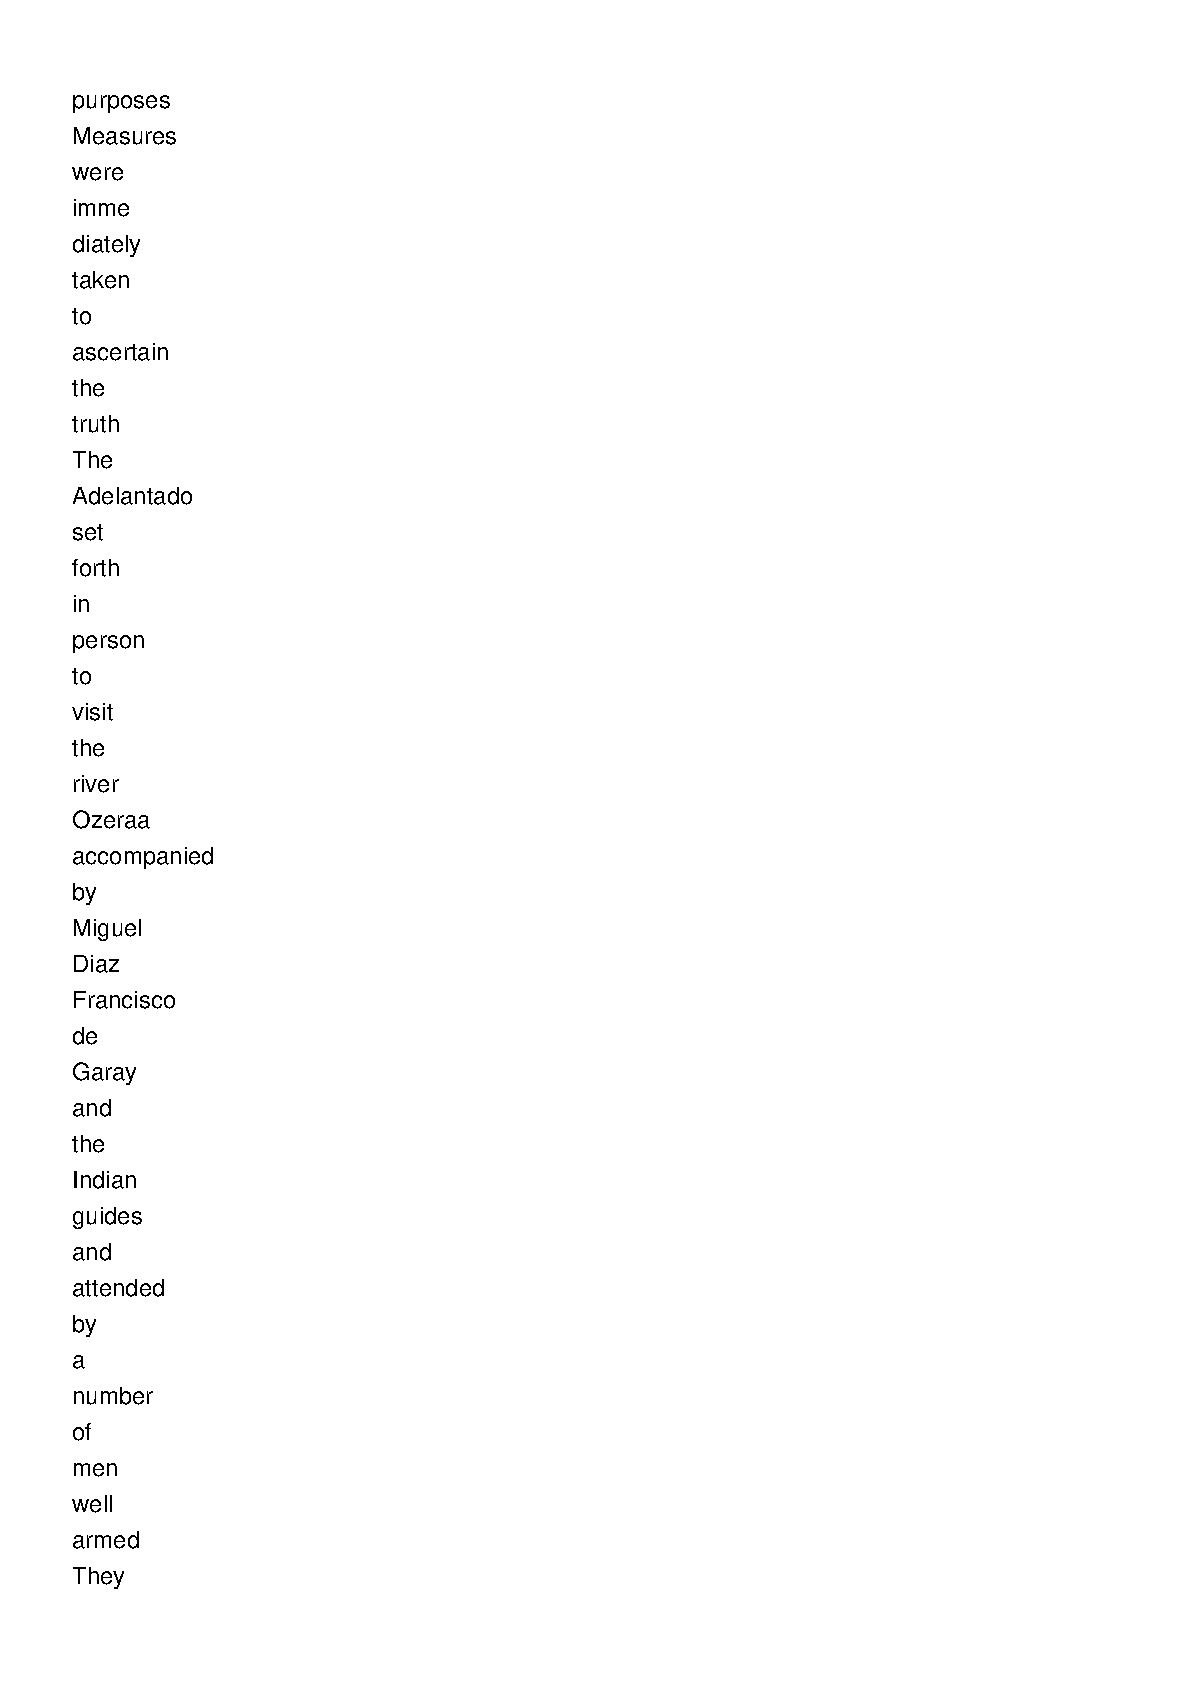 purposes
Measures
were
imme
diately
taken
to
ascertain
the
truth
The
Adelantado
set
forth
in
person
to
visit
the
river
Ozeraa
accompanied
by
Miguel
Diaz
Francisco
de
Garay
and
the
Indian
guides
and
attended
by
a
number
of
men
well
armed
They